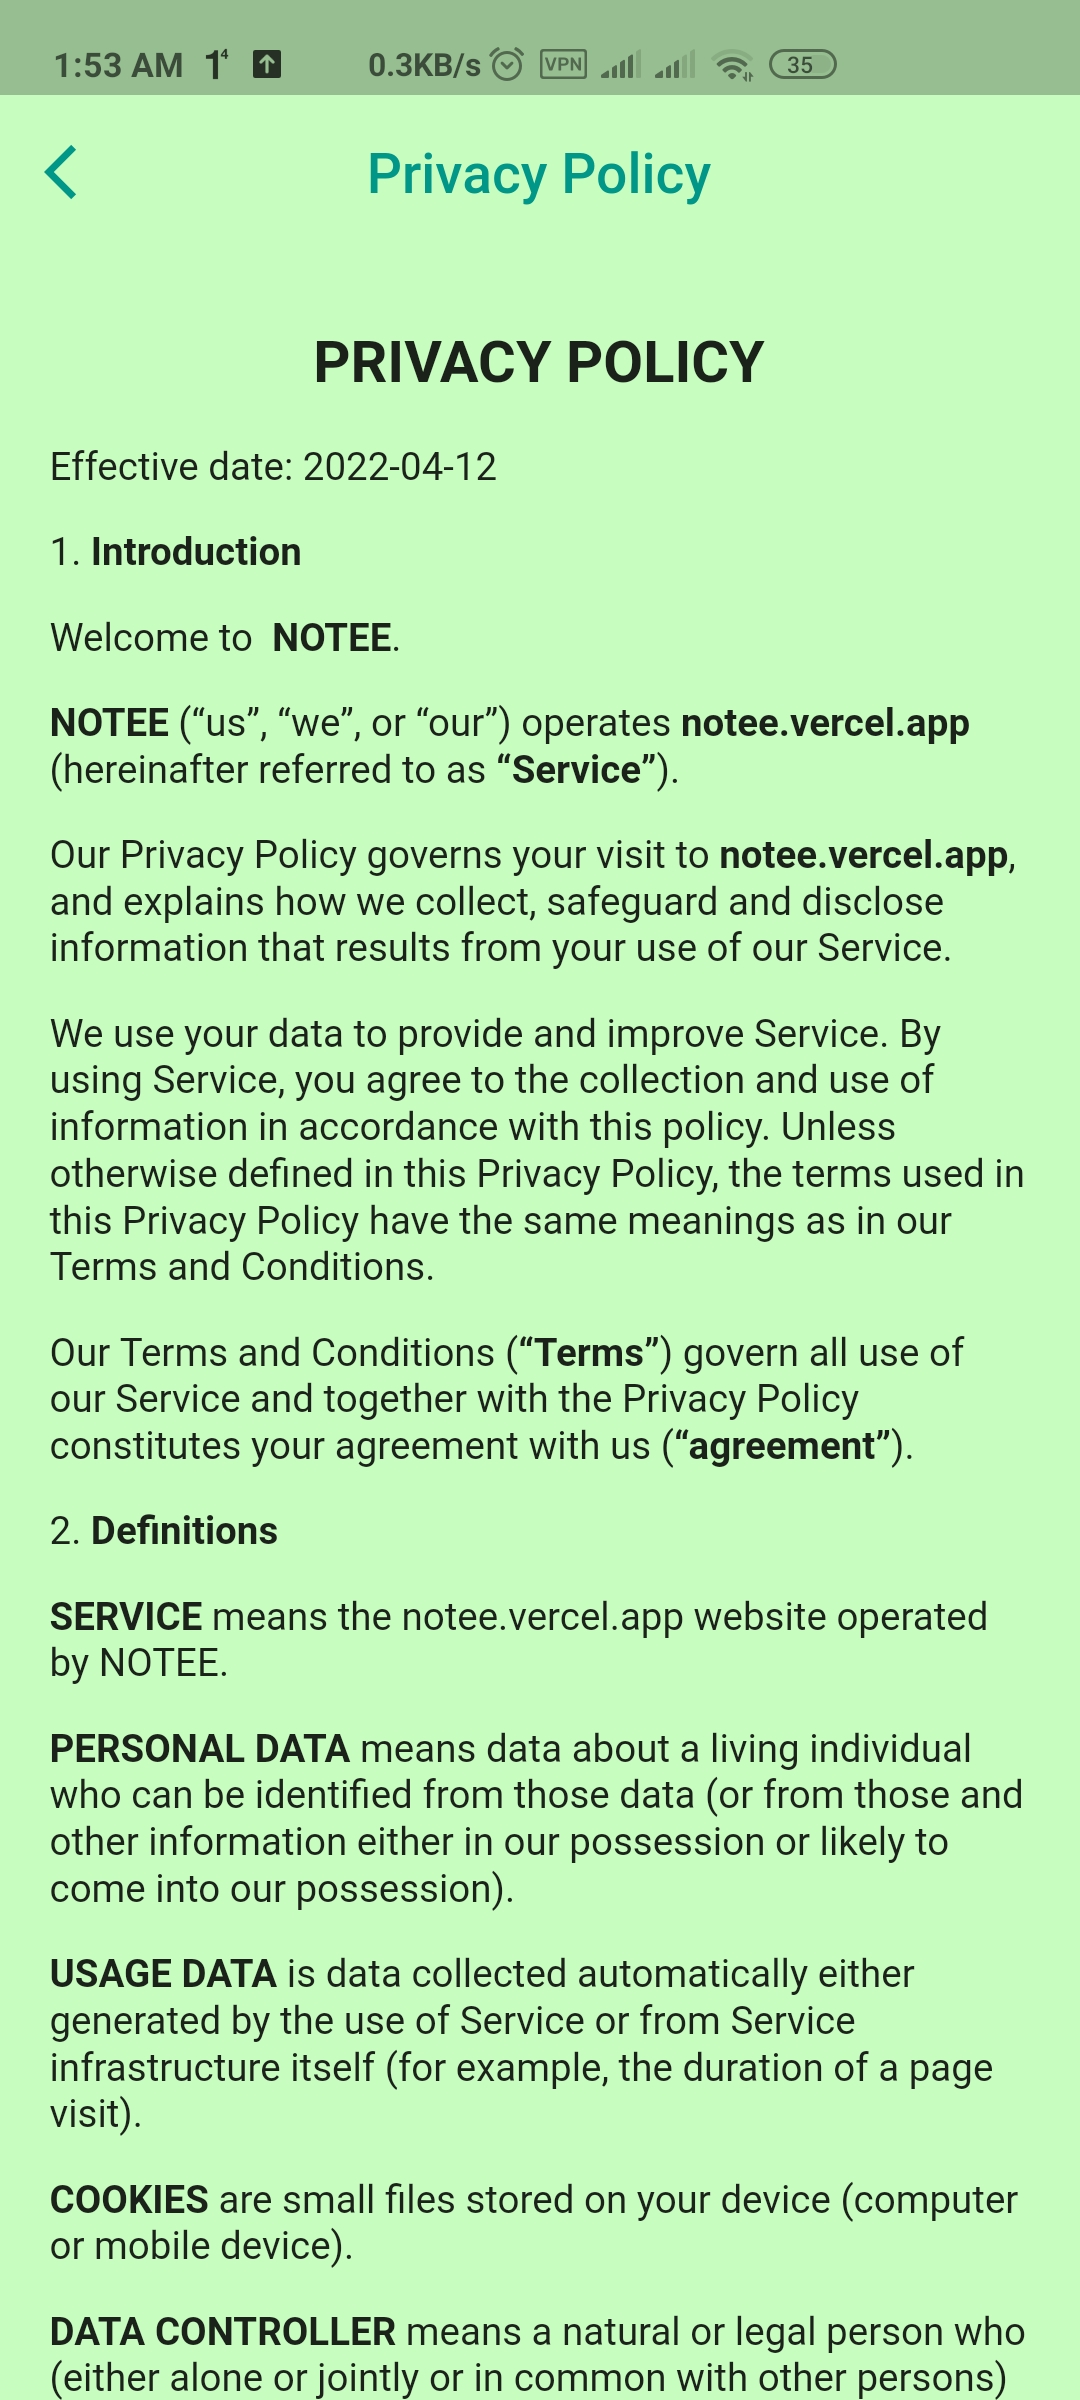 1:53 AM 0.3KB/s VPN 35
Privacy Policy
PRIVACY POLICY
Effective date: 2022-04-12
1. Introduction
Welcome to  NOTEE.
NOTEE (“us”, “we”, or “our”) operates notee.vercel.app
(hereinafter referred to as “Service”).
Our Privacy Policy governs your visit to notee.vercel.app,
and explains how we collect, safeguard and disclose
information that results from your use of our Service.
We use your data to provide and improve Service. By
using Service, you agree to the collection and use of
information in accordance with this policy. Unless
otherwise defined in this Privacy Policy, the terms used in
this Privacy Policy have the same meanings as in our
Terms and Conditions.
Our Terms and Conditions (“Terms”) govern all use of
our Service and together with the Privacy Policy
constitutes your agreement with us (“agreement”).
2. Definitions
SERVICE means the notee.vercel.app website operated
by NOTEE.
PERSONAL DATA means data about a living individual
who can be identified from those data (or from those and
other information either in our possession or likely to
come into our possession).
USAGE DATA is data collected automatically either
generated by the use of Service or from Service
infrastructure itself (for example, the duration of a page
visit).
COOKIES are small files stored on your device (computer
or mobile device).
DATA CONTROLLER means a natural or legal person who
(either alone or jointly or in common with other persons)